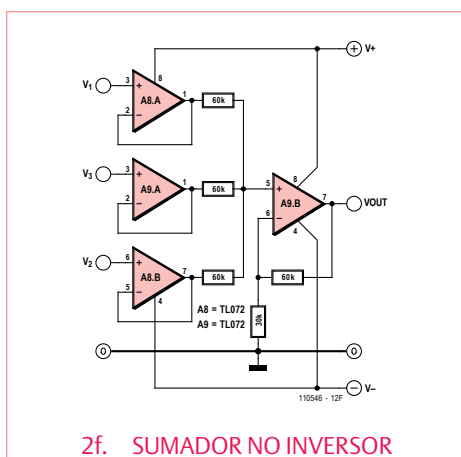 V+
V1
3
8
+
A8.A
1
60k
2
−
V3
3
+
A9.A
1
60k
2
−
5
+
8
A9.B
7
VOUT
6
−
4
V2
6
+
A8.B
7
60k
5
−
4
60k
A8 = TL072
A9 = TL072
30k
0
0
V−
110546 - 12F
2f. SUMADOR NO INVERSOR